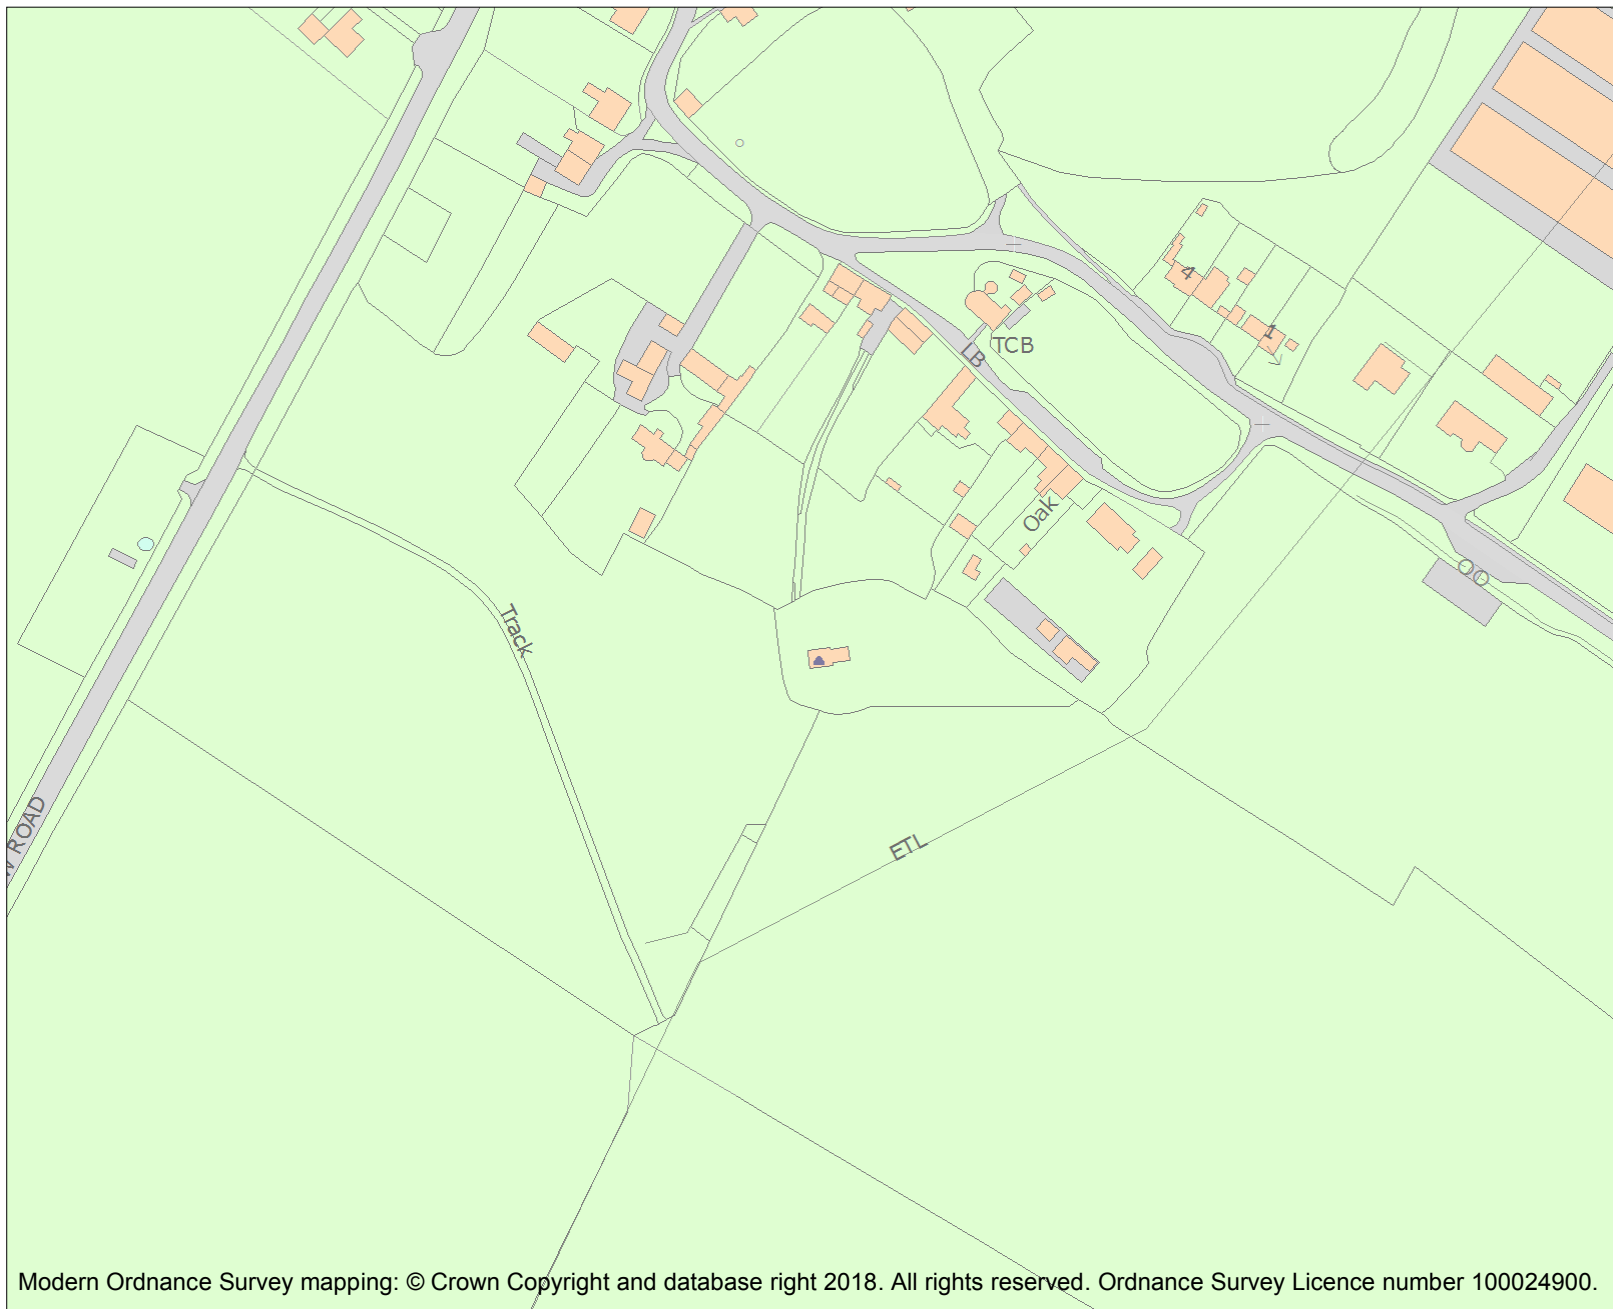 4
1
TCB
LB
Oak
Track
ETL
ROAD
Modern Ordnance Survey mapping: © Crown Copyright and database right 2018. All rights reserved. Ordnance Survey Licence number 100024900.